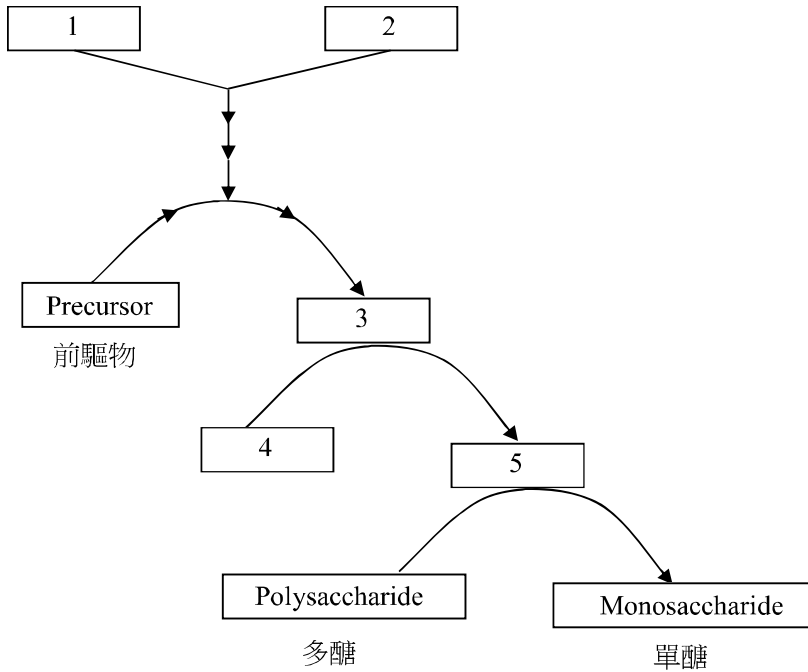 1
2
Precursor
前驅物
3
4
5
Polysaccharide
多醣
Monosaccharide
單醣